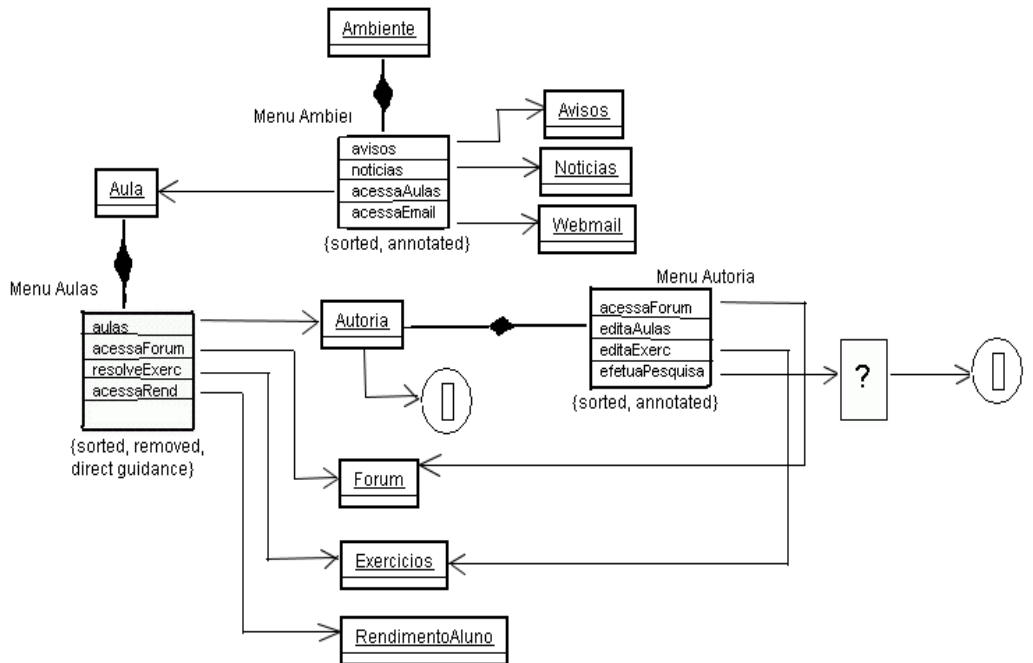 Ambiente
Menu Ambiei
avisos
noticias
acessaAulas
acessaEmail
{sorted, annotated}
Avisos
Noticias
Webmail
Aula
Menu Aulas
aulas
acessaForum
resolveExerc
acessaRend
{sorted, removed,
direct guidance}
Autoria
Menu Autoria
acessaForum
editaAulas
editaExerc
efetuaPesquisa
{sorted, annotated}
?
Forum
Exercicios
RendimentoAluno